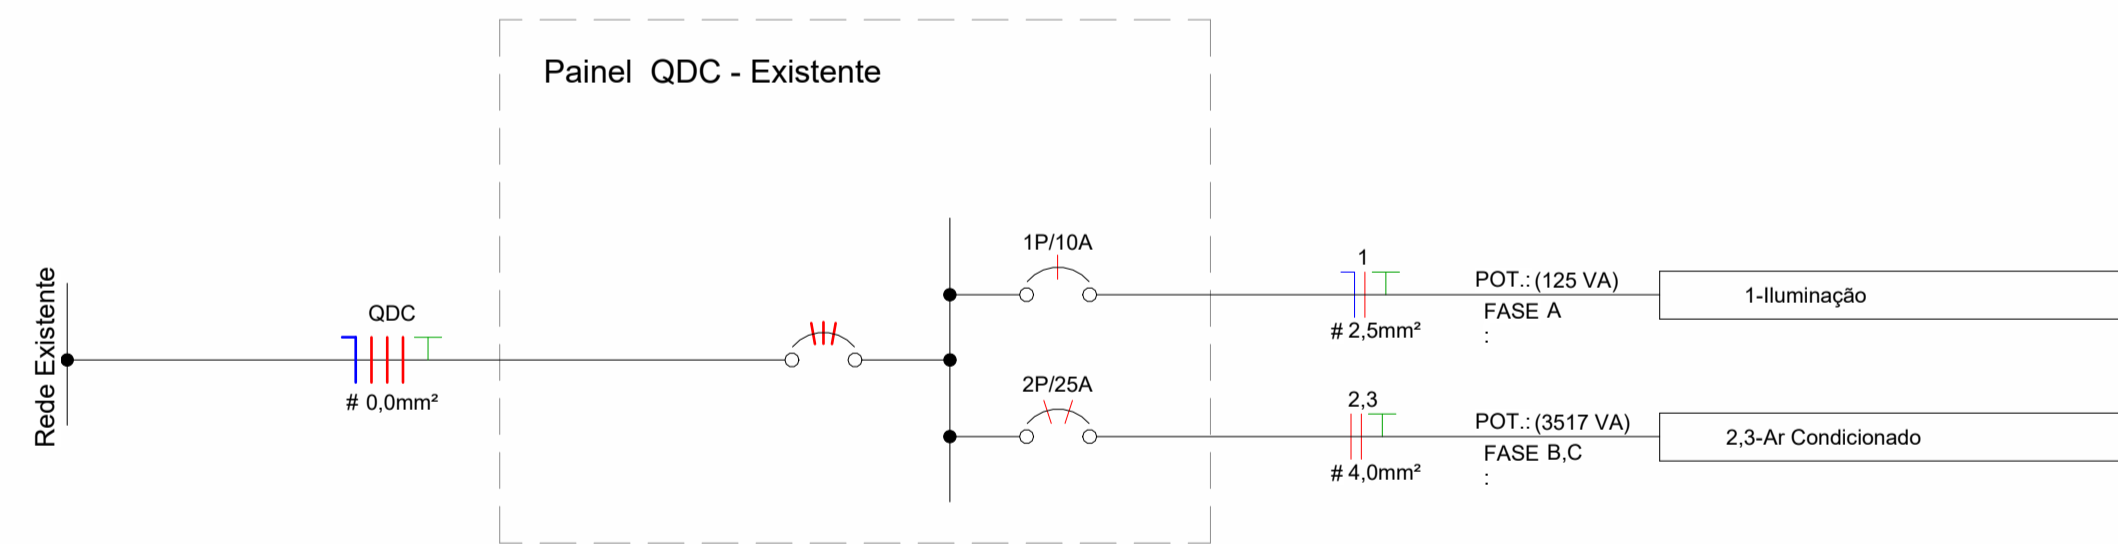 Painel QDC - Existente
Rede Existente
QDC
# 0,0mm²
1P/10A
1
# 2,5mm²
POT.: (125 VA)
FASE A
:
1-Iluminação
2P/25A
2,3
# 4,0mm²
POT.: (3517 VA)
FASE B,C
:
2,3-Ar Condicionado